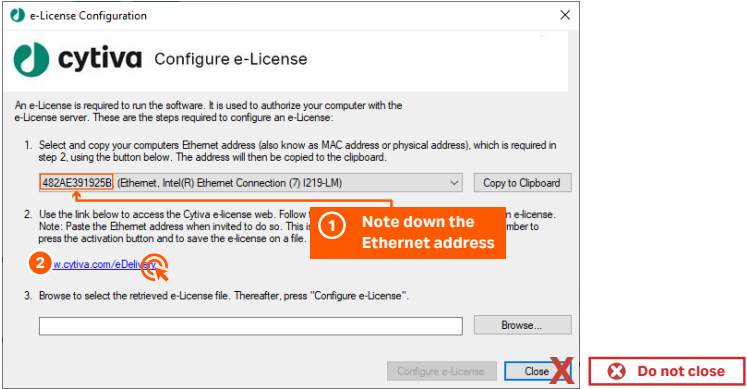 e-License Configuration
cytiva Configure e-License
An e-License is required to run the software. It is used to authorize your computer with the
e-License server. These are the steps required to configure an e-License:
1. Select and copy your computers Ethernet address (also know as MAC address or physical address), which is required in
step 2, using the button below. The address will then be copied to the clipboard.
482AE391925B, (Ethernet, Intel(R) Ethernet Connection (7) I219-LM)
Copy to Clipboard
2. Use the link below to access the Cytiva e-license web. Follow n e-license.
Note: Paste the Ethernet address when invited to do so. This i mber to
press the activation button and to save the e-license on a file.
1 Note down the
Ethernet address
2 w.cytiva.com/eDelivery
3. Browse to select the retrieved e-License file. Thereafter, press "Configure e-License".
Browse...
Configure e-License
Close X
Do not close